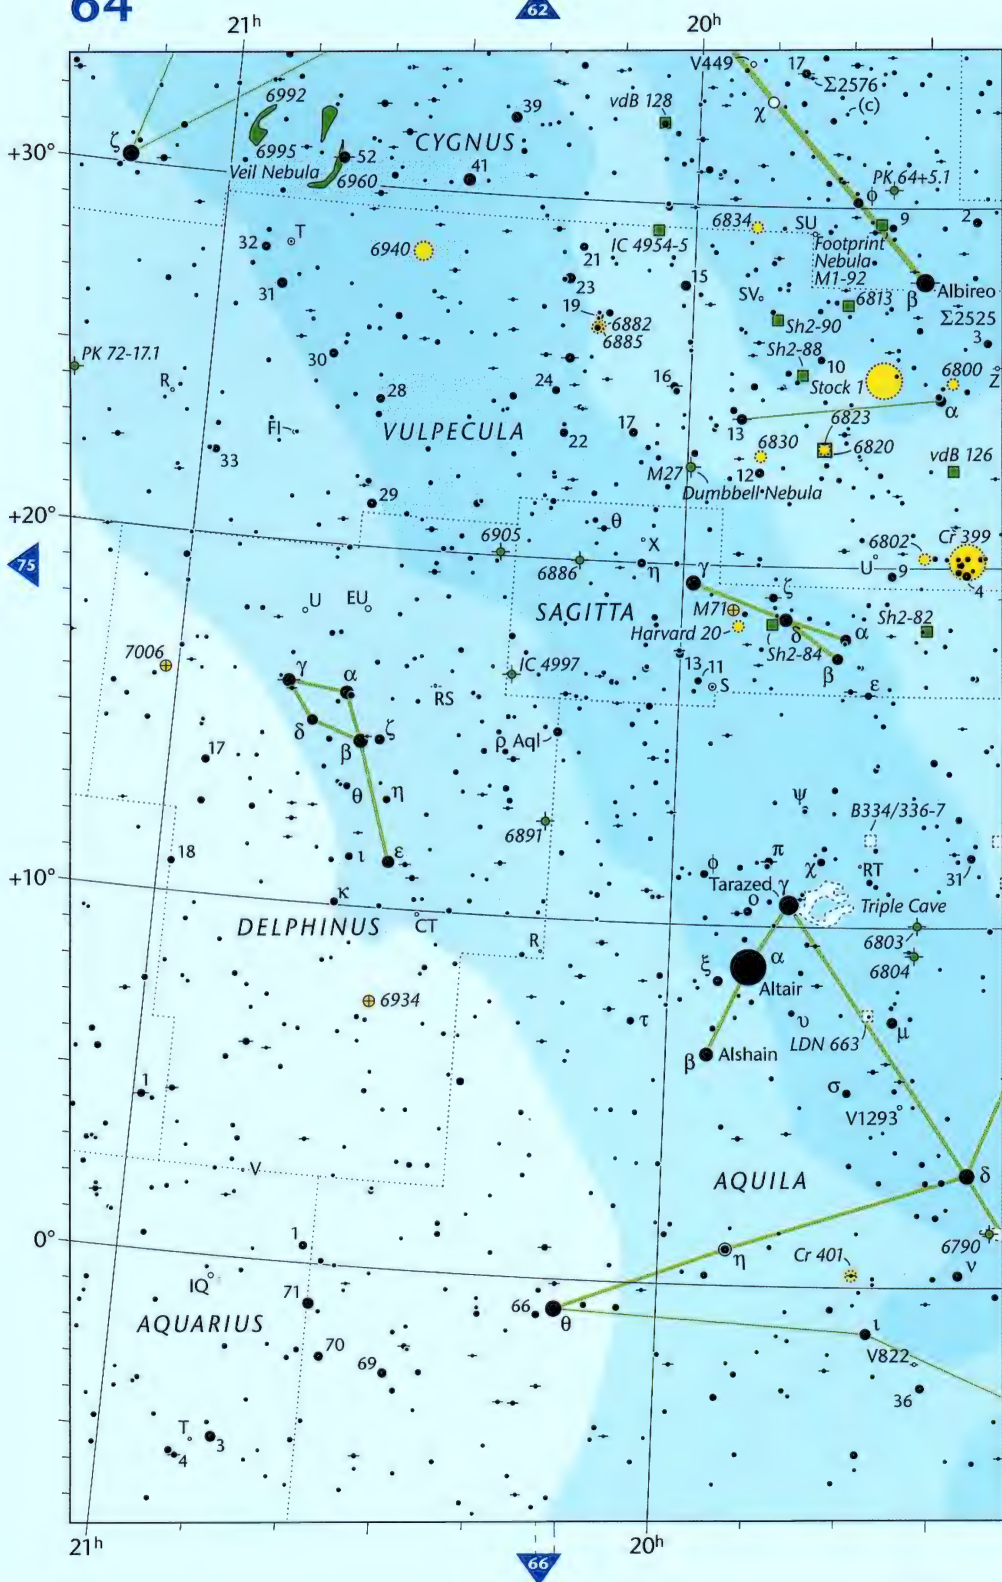 64
62
21ʰ
20ʰ
V449
17
Σ2576
(c)
χ
6992
39
vdB 128
ζ
6995
CYGNUS
52
41
+30°
Veil Nebula
6960
PK 64+5.1
φ
9
2
32
T
6940
IC 4954-5
6834
SU
Footprint
Nebula
M1-92
21
23
15
31
SV
6813
β
Albireo
19
6882
6885
Sh2-90
Σ2525
3
PK 72-17.1
30
Sh2-88
10
Stock 1
6800
Z
R
28
24
16
α
FI
VULPECULA
22
17
13
6823
6830
6820
33
M27
12
vdB 126
Dumbbell Nebula
29
+20°
θ
6905
X
6802
Cr 399
75
6886
η
γ
U
9
4
U
EU
SAGITTA
M71
ζ
Harvard 20
δ
α
Sh2-82
7006
Sh2-84
IC 4997
13
11
β
γ
α
RS
S
ε
δ
ζ
ρ Aql
β
17
θ
η
ψ
B334/336-7
6891
18
ι
ε
φ
π
χ
RT
31
+10°
Tarazed
γ
κ
ο
Triple Cave
DELPHINUS
CT
R
6803
6804
ξ
α
Altair
6934
τ
υ
μ
LDN 663
β
Alshain
1
σ
V1293
V
AQUILA
δ
0°
1
6790
η
Cr 401
ν
IQ
71
66
θ
AQUARIUS
ι
70
69
V822
36
T
3
4
21ʰ
20ʰ
66